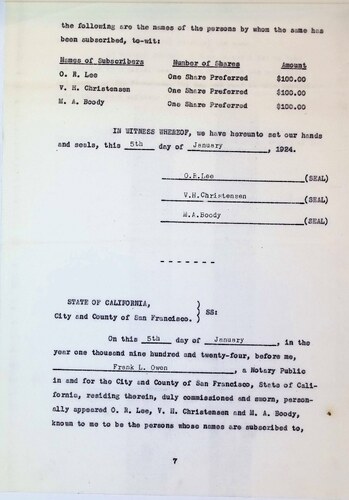 the following are the names of the persons by whom the same has
been subscribed, to-wit:
Names of Subscribers Number of Shares Amount
O. R. Lee One Share Preferred $100.00
V. H. Christensen One Share Preferred $100.00
M. A. Boody One Share Preferred $100.00
IN WITNESS WHEREOF, we have hereunto set our hands
and seals, this 5th day of January, 1924.
O.R.Lee (SEAL)
V.H.Christensen (SEAL)
M.A.Boody (SEAL)
- - - - - - -
STATE OF CALIFORNIA,
City and County of San Francisco. } SS:
On this 5th day of January, in the
year one thousand nine hundred and twenty-four, before me,
Frank L. Owen, a Notary Public
in and for the City and County of San Francisco, State of Cali-
fornia, residing therein, duly commissioned and sworn, person-
ally appeared O. R. Lee, V. H. Christensen and M. A. Boody,
known to me to be the persons whose names are subscribed to,
7